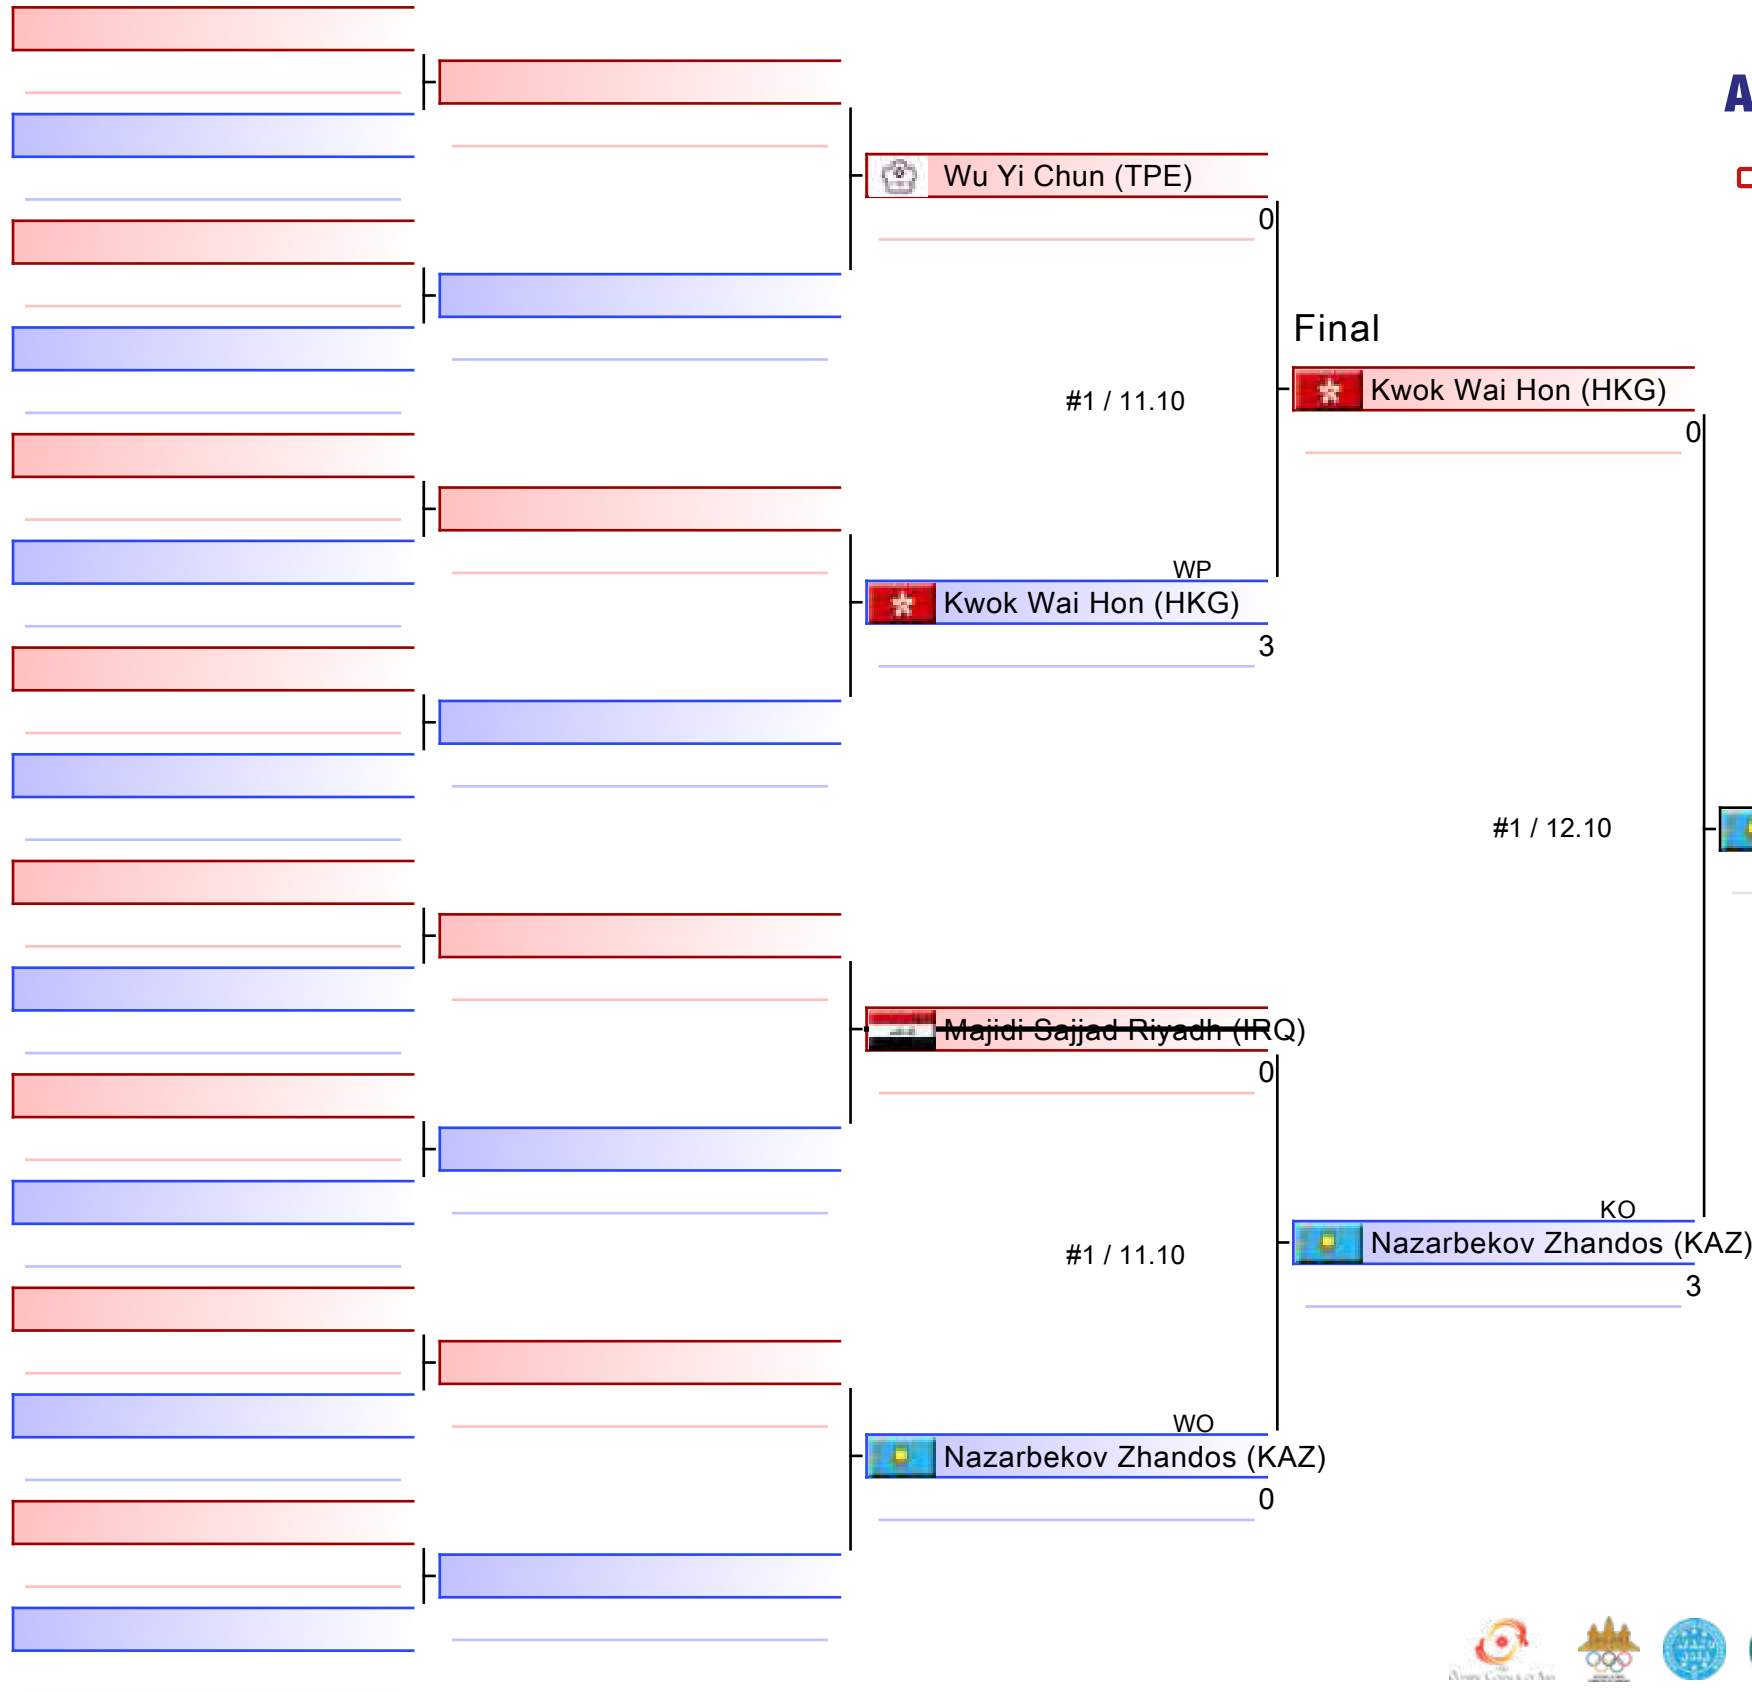 A
Wu Yi Chun (TPE)
0
Final
#1 / 11.10
Kwok Wai Hon (HKG)
0
WP
Kwok Wai Hon (HKG)
3
#1 / 12.10
Majidi Sajjad Riyadh (IRQ)
0
#1 / 11.10
KO
Nazarbekov Zhandos (KAZ)
3
WO
Nazarbekov Zhandos (KAZ)
0